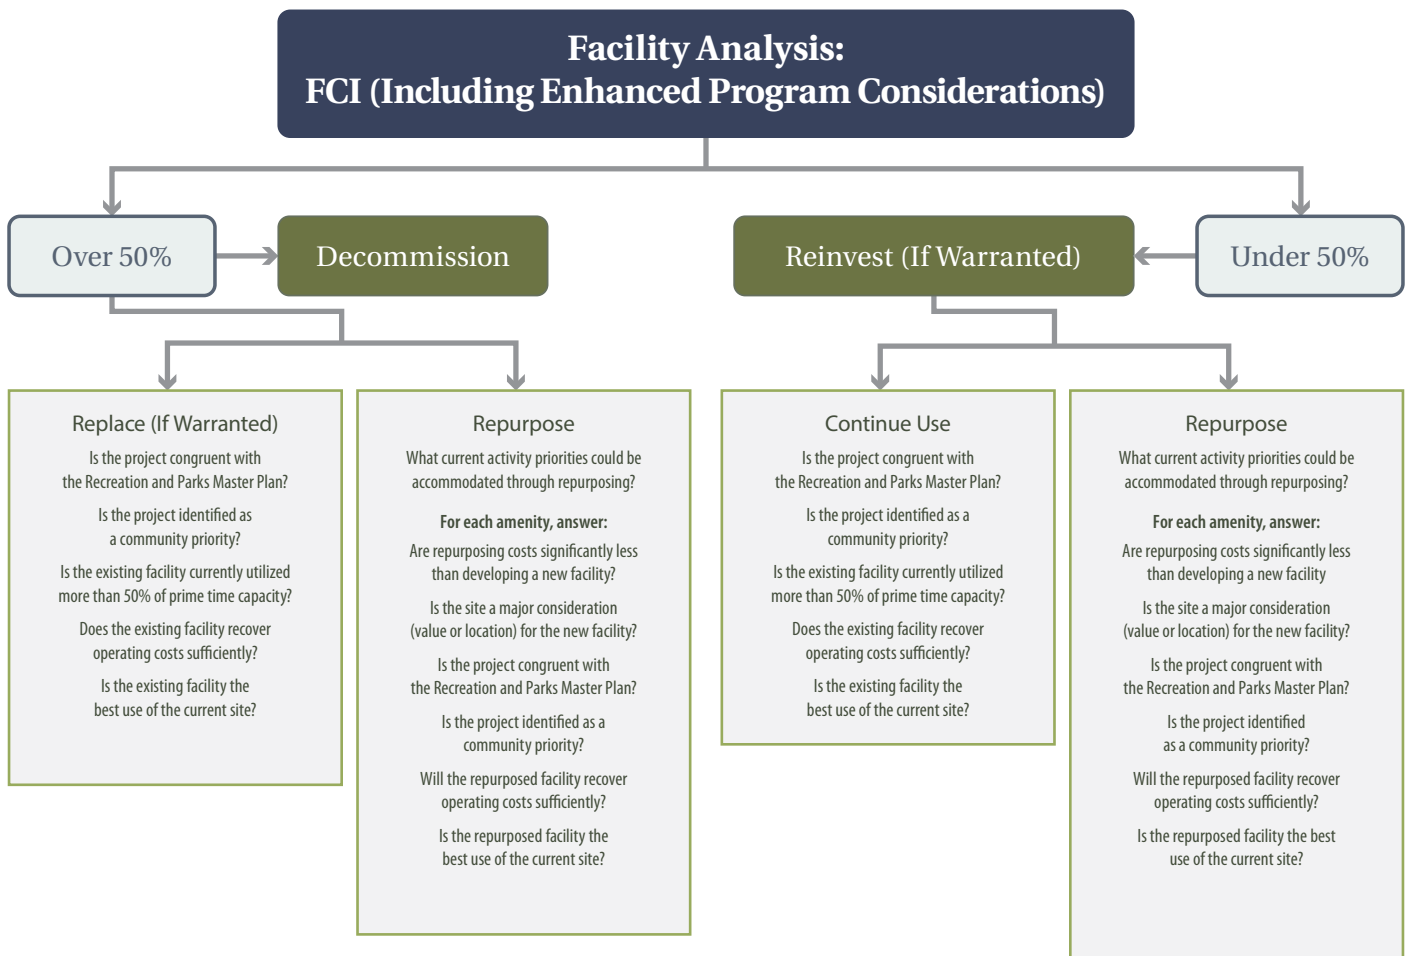 Facility Analysis:
FCI (Including Enhanced Program Considerations)
Over 50%
Decommission
Reinvest (If Warranted)
Under 50%
Replace (If Warranted)
Is the project congruent with
the Recreation and Parks Master Plan?
Is the project identified as
a community priority?
Is the existing facility currently utilized
more than 50% of prime time capacity?
Does the existing facility recover
operating costs sufficiently?
Is the existing facility the
best use of the current site?
Repurpose
What current activity priorities could be
accommodated through repurposing?
For each amenity, answer:
Are repurposing costs significantly less
than developing a new facility?
Is the site a major consideration
(value or location) for the new facility?
Is the project congruent with
the Recreation and Parks Master Plan?
Is the project identified as a
community priority?
Will the repurposed facility recover
operating costs sufficiently?
Is the repurposed facility the
best use of the current site?
Continue Use
Is the project congruent with
the Recreation and Parks Master Plan?
Is the project identified as a
community priority?
Is the existing facility currently utilized
more than 50% of prime time capacity?
Does the existing facility recover
operating costs sufficiently?
Is the existing facility the
best use of the current site?
Repurpose
What current activity priorities could be
accommodated through repurposing?
For each amenity, answer:
Are repurposing costs significantly less
than developing a new facility
Is the site a major consideration
(value or location) for the new facility?
Is the project congruent with
the Recreation and Parks Master Plan?
Is the project identified
as a community priority?
Will the repurposed facility recover
operating costs sufficiently?
Is the repurposed facility the best
use of the current site?